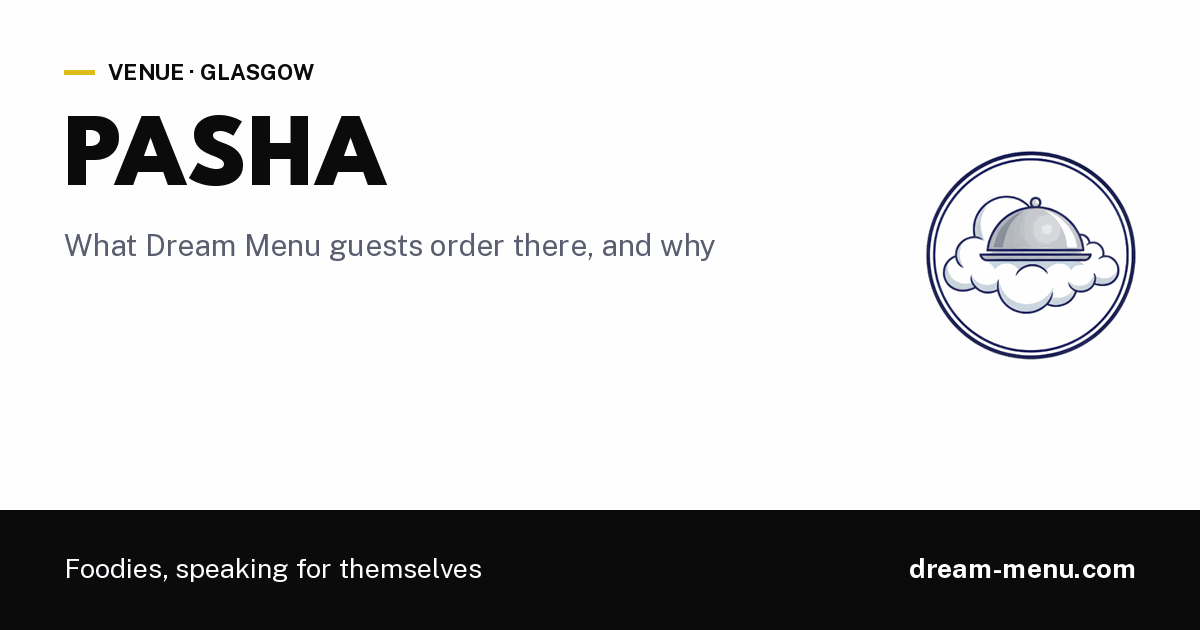 VENUE · GLASGOW
PASHA
What Dream Menu guests order there, and why
Foodies, speaking for themselves
dream-menu.com